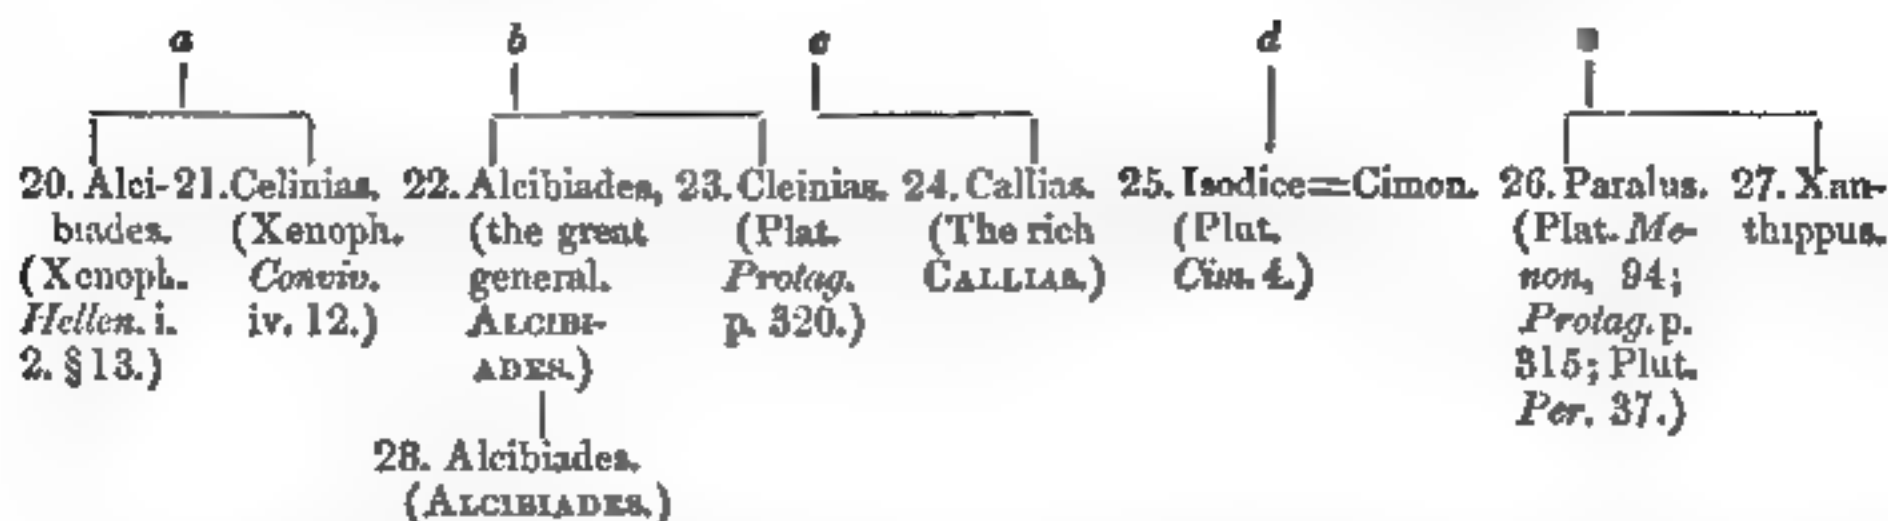 a b c d
20. Alci- 21. Celinias. 22. Alcibiades, 23. Cleinias. 24. Callias. 25. Isodice=Cimon. 26. Paralus. 27. Xan-
biades. (Xenoph. (the great (Plat. (The rich (Plut. (Plat. Me- thippus.
(Xenoph. Conviv. general. Protag. CALLIAS.) Cim. 4.) non, 94;
Hellen. i. iv. 12.) ALCIBI- p. 320.) Protag. p.
2. § 13.) ADES.) 315; Plut.
Per. 37.)
28. Alcibiades.
(ALCIBIADES.)